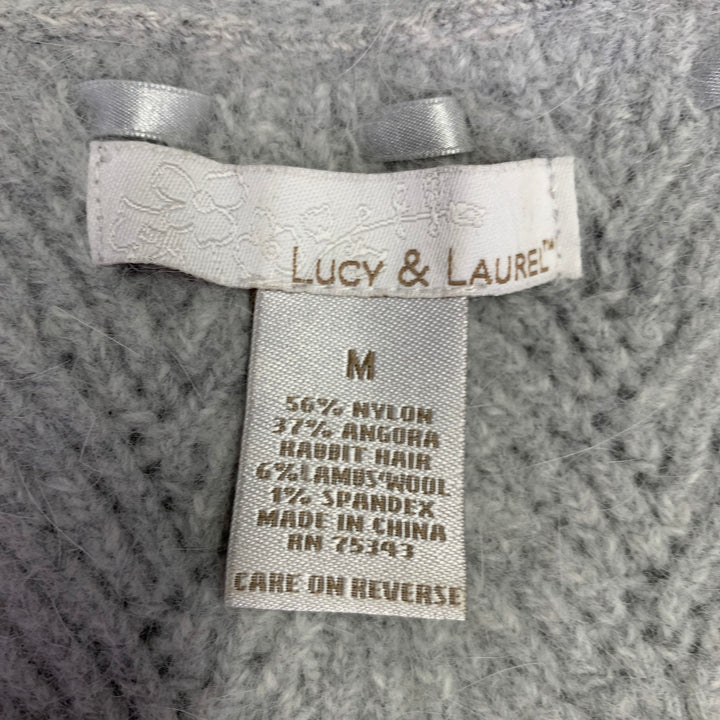 LUCY & LAUREL™
M
56% NYLON
37% ANGORA
RABBIT HAIR
6% LAMBSWOOL
1% SPANDEX
MADE IN CHINA
RN 75343
CARE ON REVERSE